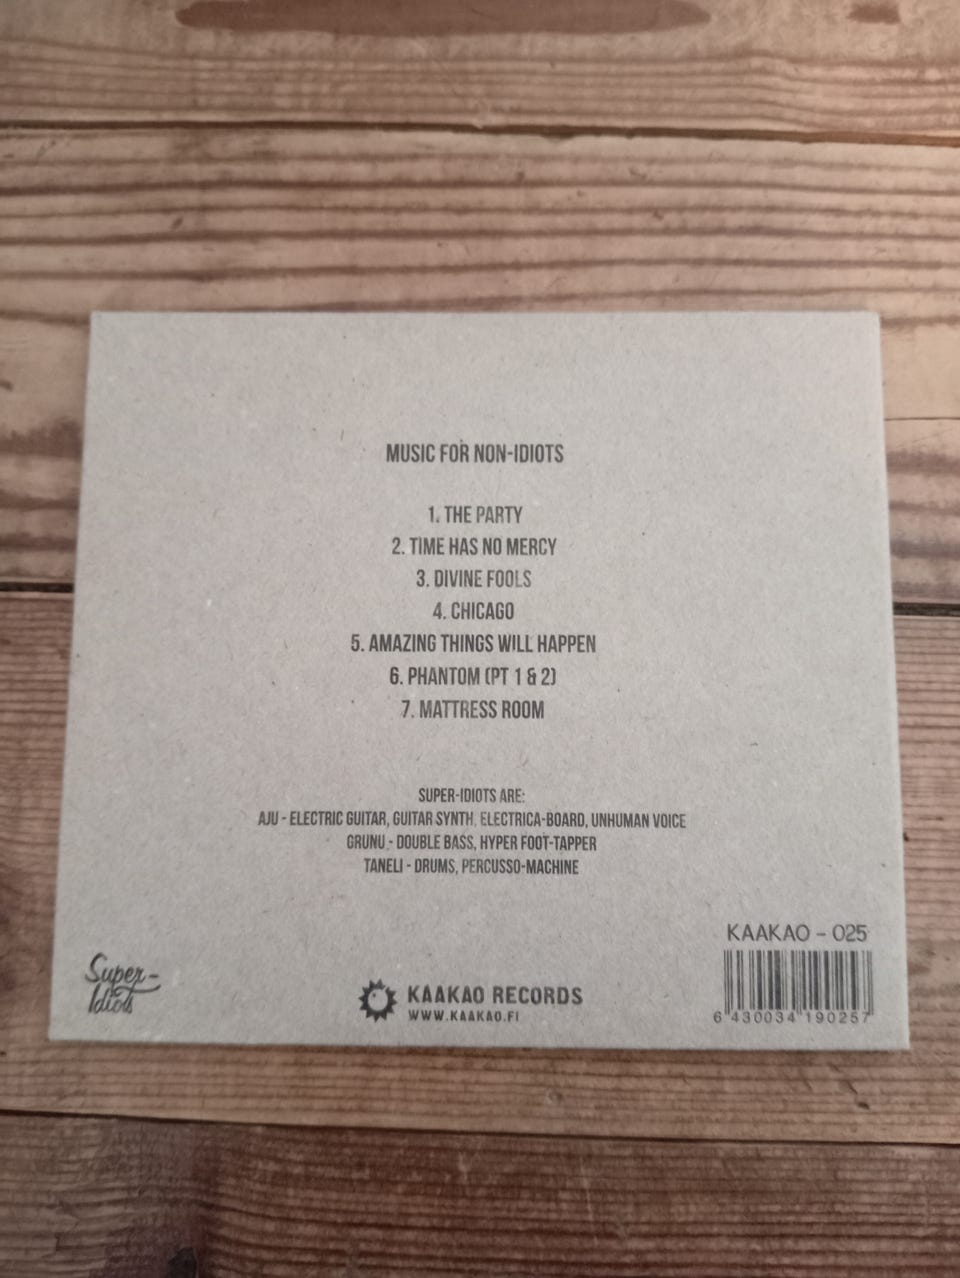 MUSIC FOR NON-IDIOTS
1. THE PARTY
2. TIME HAS NO MERCY
3. DIVINE FOOLS
4. CHICAGO
5. AMAZING THINGS WILL HAPPEN
6. PHANTOM (PT 1 & 2)
7. MATTRESS ROOM
SUPER-IDIOTS ARE:
AJU - ELECTRIC GUITAR, GUITAR SYNTH, ELECTRICA-BOARD, UNHUMAN VOICE
GRUNU - DOUBLE BASS, HYPER FOOT-TAPPER
TANELI - DRUMS, PERCUSSO-MACHINE
Super-
Idiots
KAAKAO RECORDS
WWW.KAAKAO.FI
KAAKAO - 025
6 430034 190257